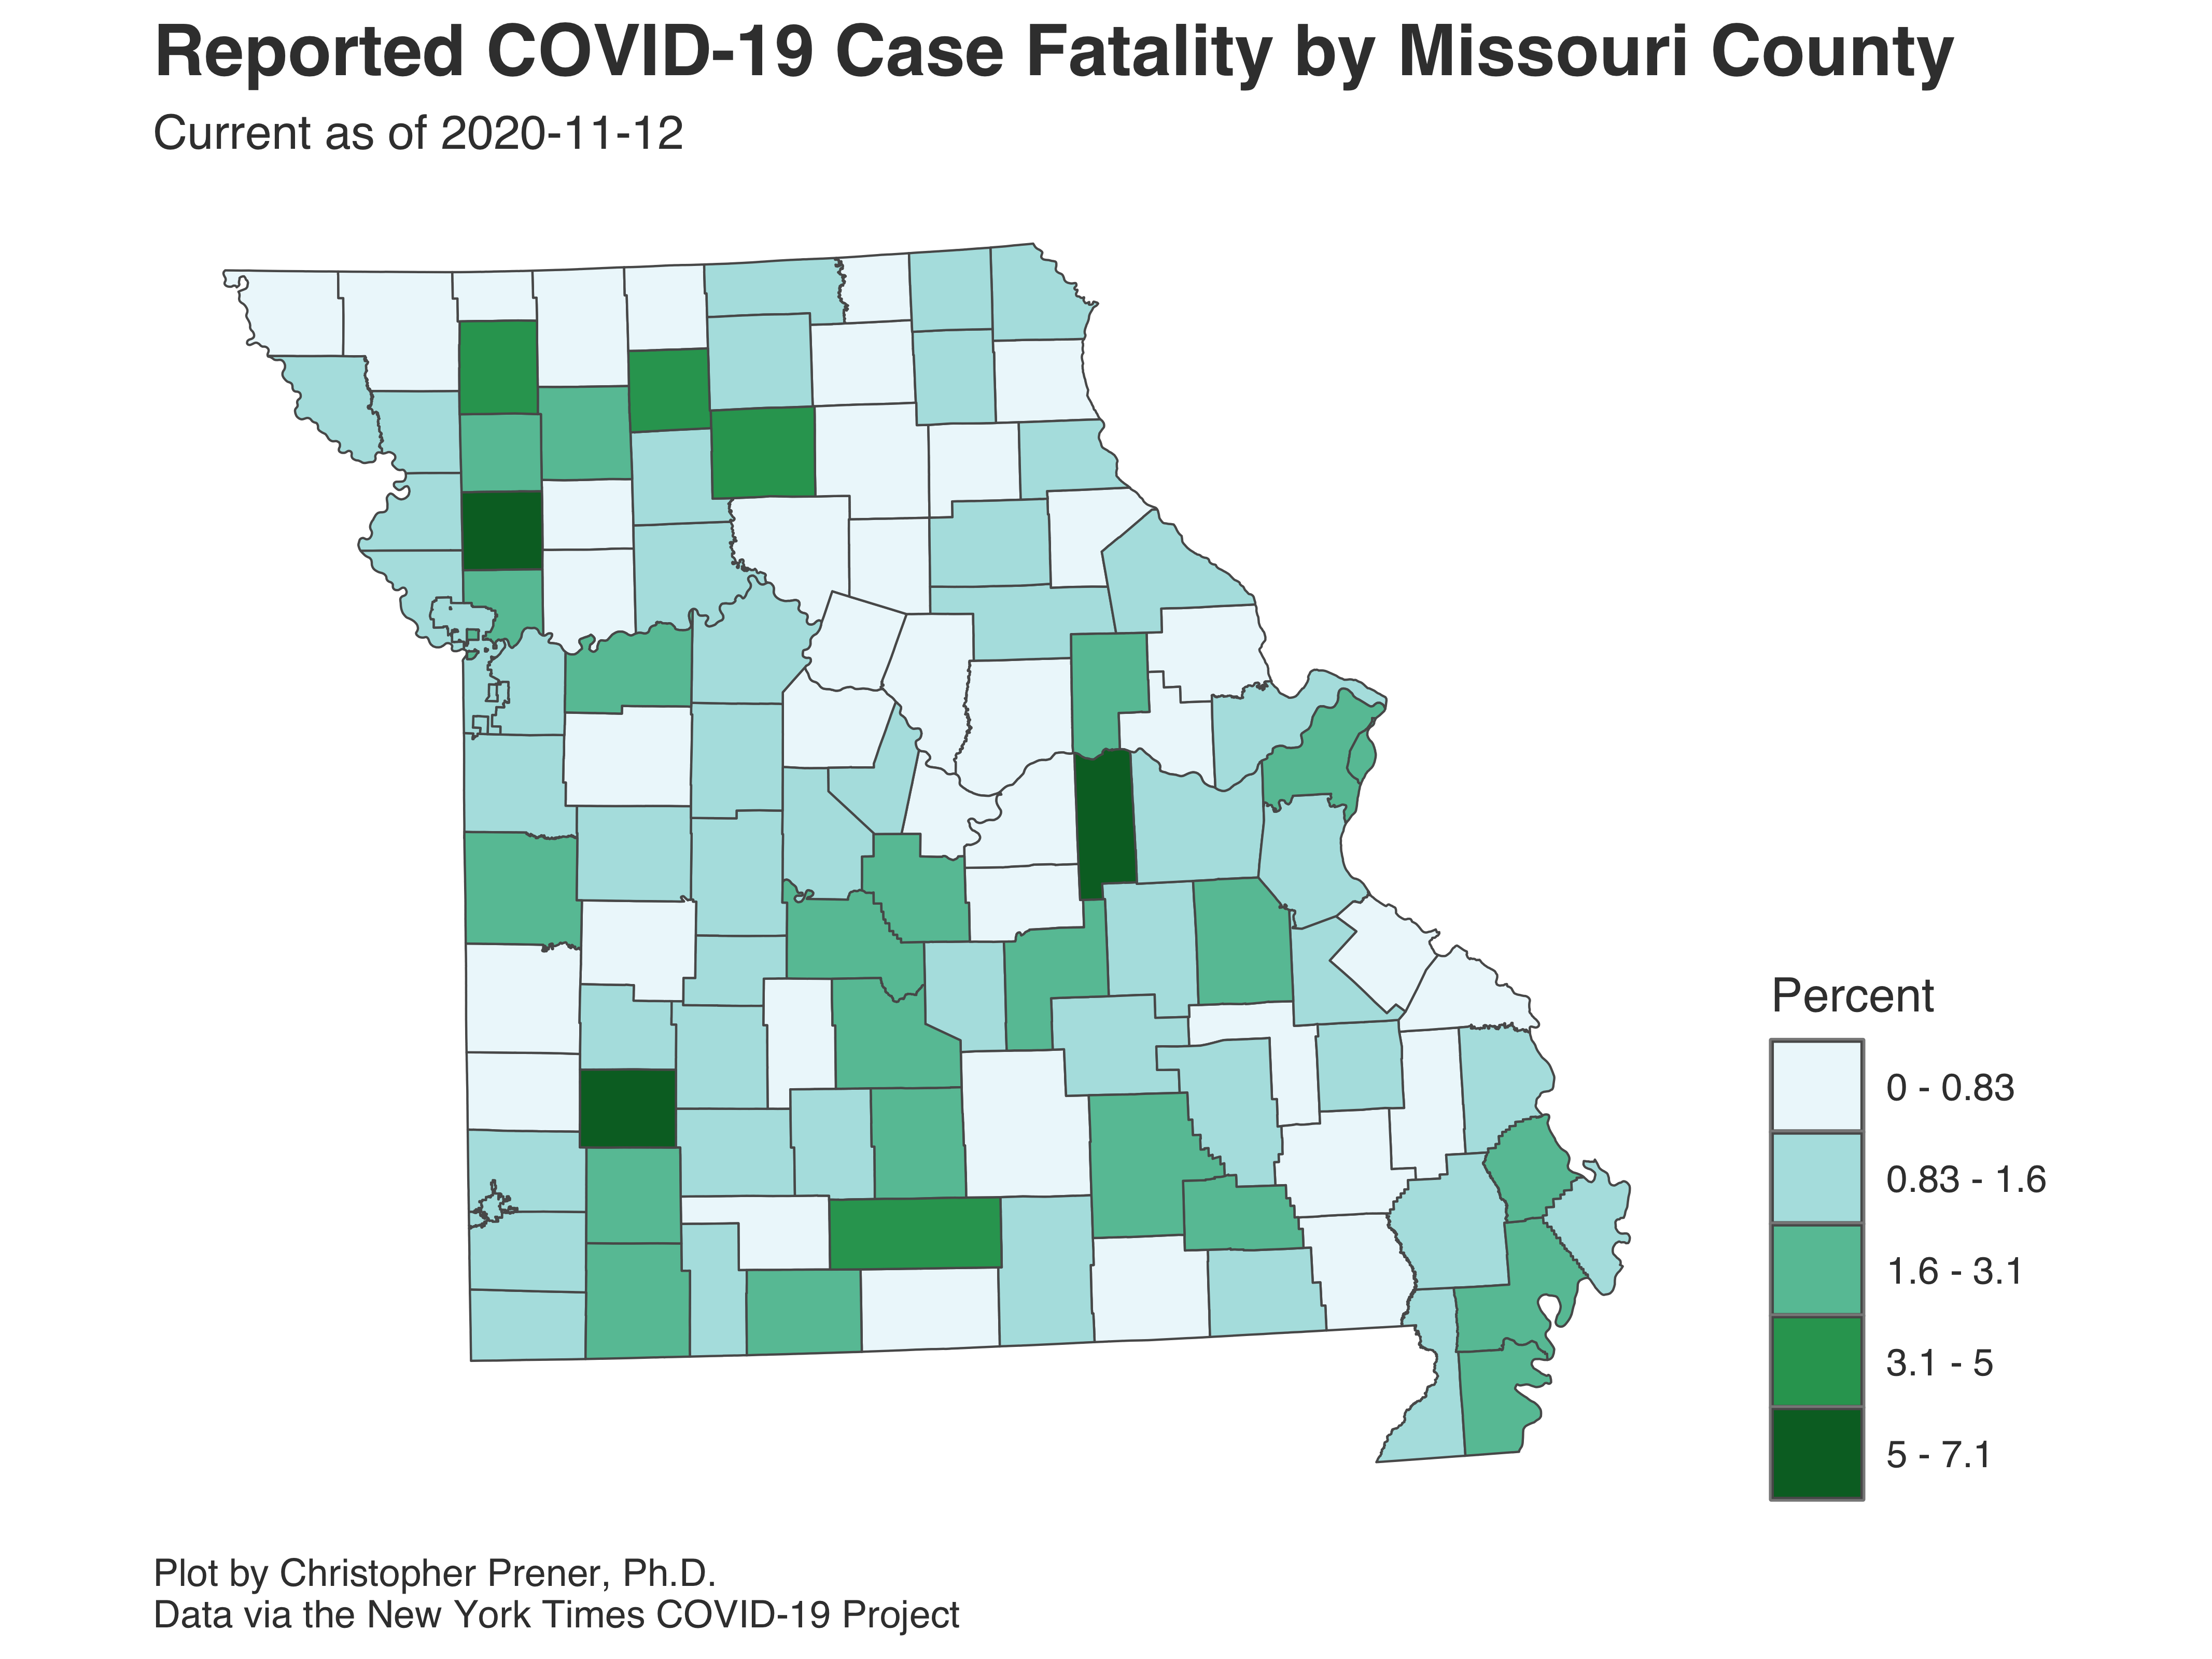 Reported COVID-19 Case Fatality by Missouri County
Current as of 2020-11-12
Percent
0 - 0.83
0.83 - 1.6
1.6 - 3.1
3.1 - 5
5 - 7.1
Plot by Christopher Prener, Ph.D.
Data via the New York Times COVID-19 Project